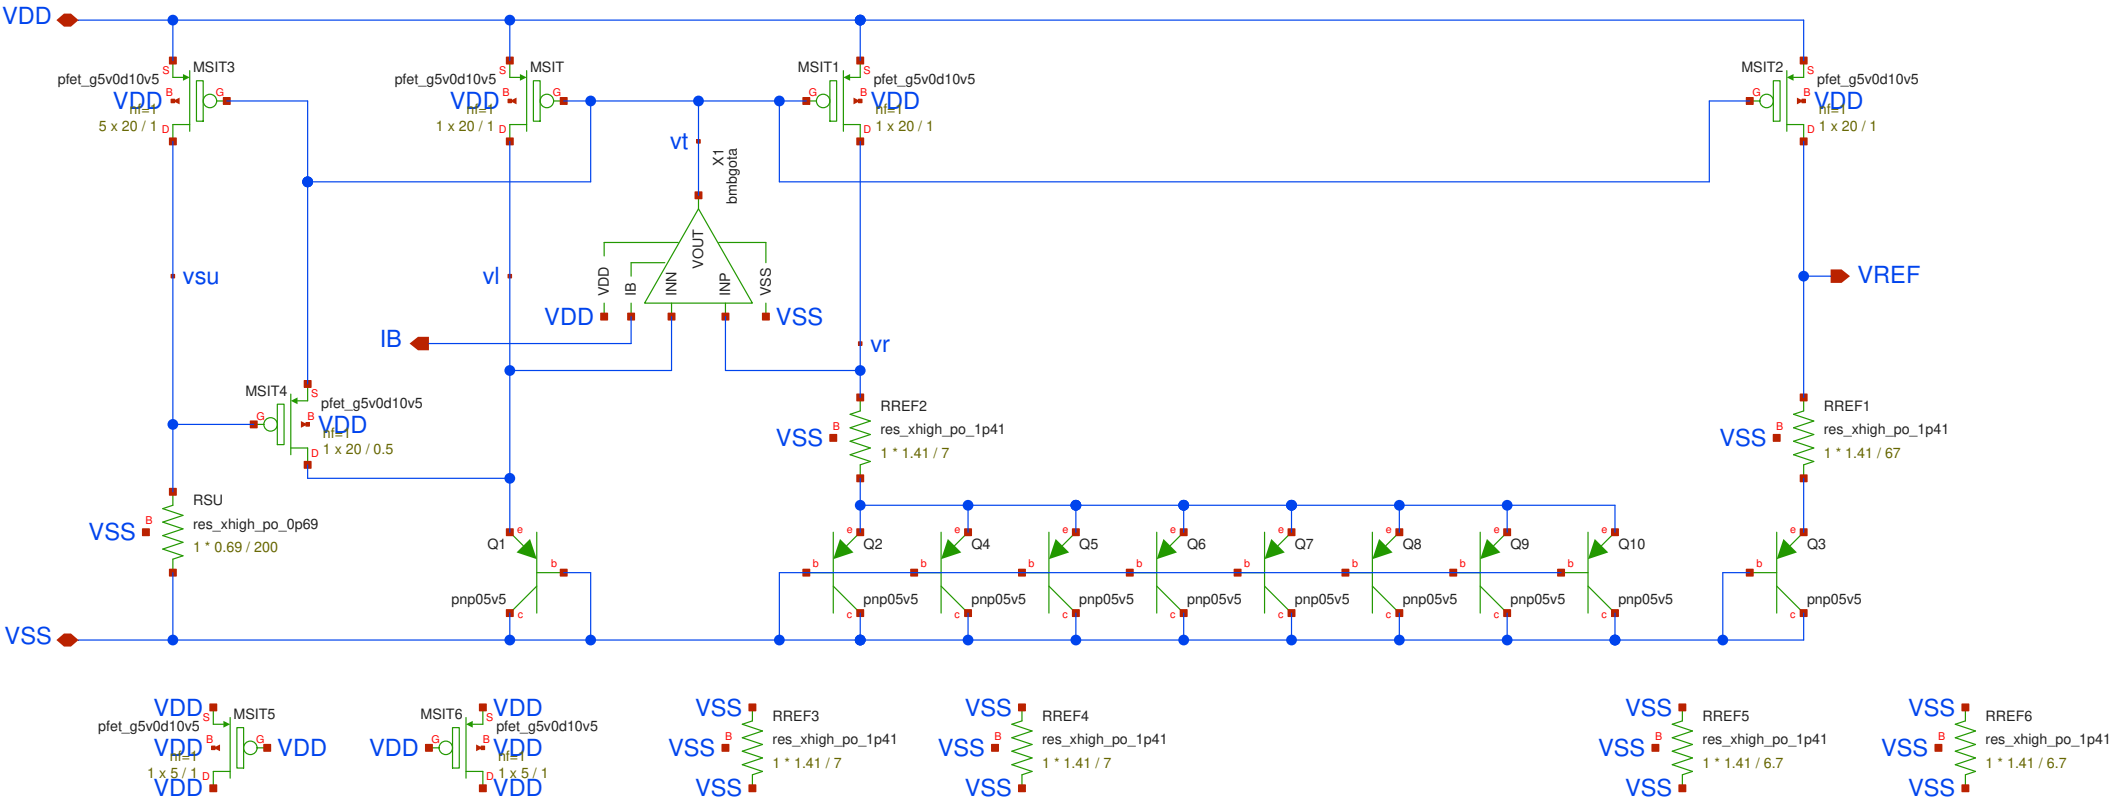 VDD
S
MSIT3
pfet_g5v0d10v5
B
VDD
G
nf=1
5 x 20 / 1
D
S
MSIT
pfet_g5v0d10v5
B
VDD
G
nf=1
1 x 20 / 1
D
MSIT1
S
pfet_g5v0d10v5
G
B
VDD
nf=1
1 x 20 / 1
D
MSIT2
S
pfet_g5v0d10v5
G
B
VDD
nf=1
1 x 20 / 1
D
vt
X1
bmbgota
VOUT
VDD
IB
INN
INP
VSS
VDD
VSS
vsu
vl
VREF
IB
vr
MSIT4
S
pfet_g5v0d10v5
G
B
VDD
nf=1
1 x 20 / 0.5
D
RREF2
res_xhigh_po_1p41
VSS
B
1 * 1.41 / 7
RREF1
res_xhigh_po_1p41
VSS
B
1 * 1.41 / 67
RSU
res_xhigh_po_0p69
VSS
B
1 * 0.69 / 200
Q1
e
b
pnp05v5
c
e
Q2
b
pnp05v5
c
e
Q4
b
pnp05v5
c
e
Q5
b
pnp05v5
c
e
Q6
b
pnp05v5
c
e
Q7
b
pnp05v5
c
e
Q8
b
pnp05v5
c
e
Q9
b
pnp05v5
c
e
Q10
b
pnp05v5
c
e
Q3
b
pnp05v5
c
VSS
VDD
S
MSIT5
pfet_g5v0d10v5
B
VDD
G
VDD
nf=1
1 x 5 / 1
D
VDD
MSIT6
VDD
S
pfet_g5v0d10v5
VDD
G
B
VDD
nf=1
1 x 5 / 1
D
VDD
VSS
RREF3
res_xhigh_po_1p41
VSS
B
1 * 1.41 / 7
VSS
VSS
RREF4
res_xhigh_po_1p41
VSS
B
1 * 1.41 / 7
VSS
VSS
RREF5
res_xhigh_po_1p41
VSS
B
1 * 1.41 / 6.7
VSS
VSS
RREF6
res_xhigh_po_1p41
VSS
B
1 * 1.41 / 6.7
VSS